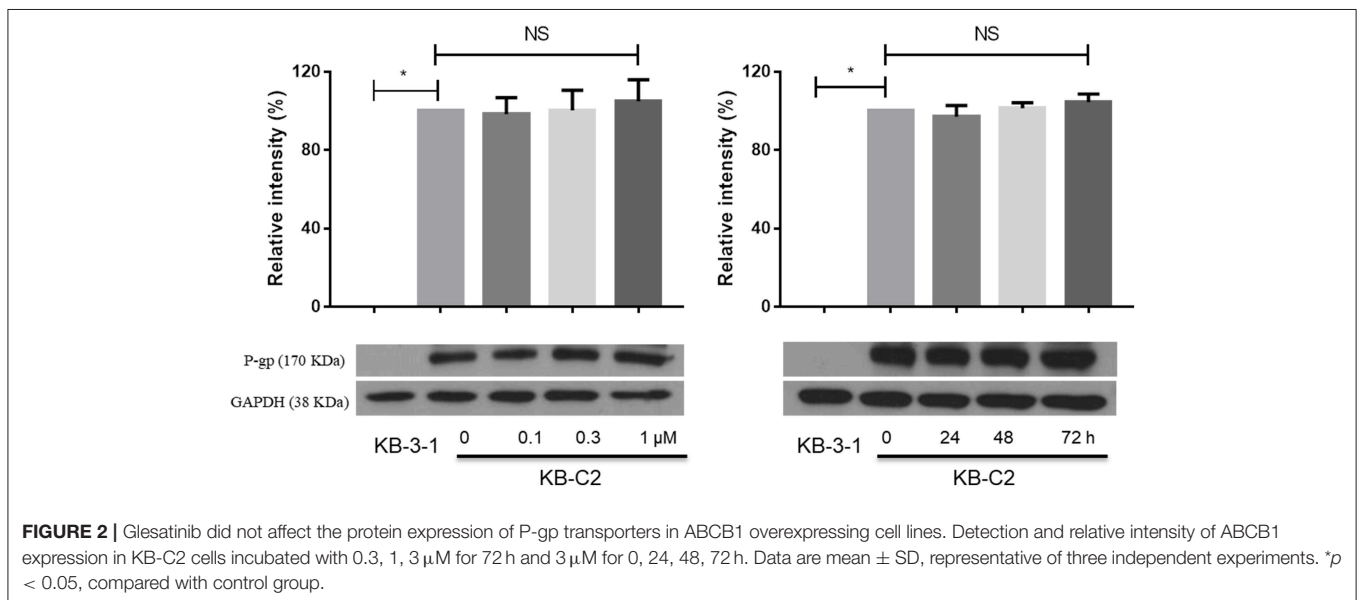 NS
*
120
80
40
0
Relative intensity (%)
NS
*
120
80
40
0
Relative intensity (%)
P-gp (170 KDa)
GAPDH (38 KDa)
KB-3-1 0 0.1 0.3 1 µM
KB-C2
KB-3-1 0 24 48 72 h
KB-C2
FIGURE 2 | Glesatinib did not affect the protein expression of P-gp transporters in ABCB1 overexpressing cell lines. Detection and relative intensity of ABCB1
expression in KB-C2 cells incubated with 0.3, 1, 3 µM for 72 h and 3 µM for 0, 24, 48, 72 h. Data are mean ± SD, representative of three independent experiments. *p
< 0.05, compared with control group.